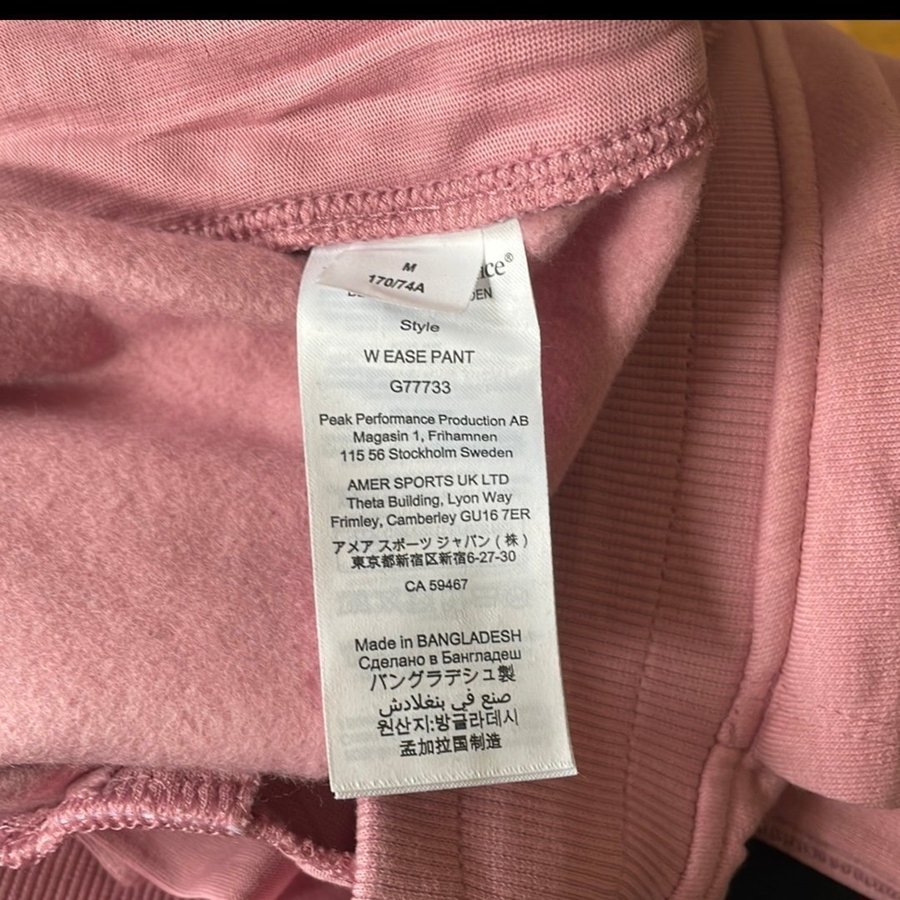 M
170/74A
nce®
DEN
Style
W EASE PANT
G77733
Peak Performance Production AB
Magasin 1, Frihamnen
115 56 Stockholm Sweden
AMER SPORTS UK LTD
Theta Building, Lyon Way
Frimley, Camberley GU16 7ER
アメア スポーツ ジャパン ( 株 )
東京都新宿区新宿6-27-30
CA 59467
Made in BANGLADESH
Сделано в Бангладеш
バングラデシュ製
صنع في بنغلادش
원산지:방글라데시
孟加拉国制造